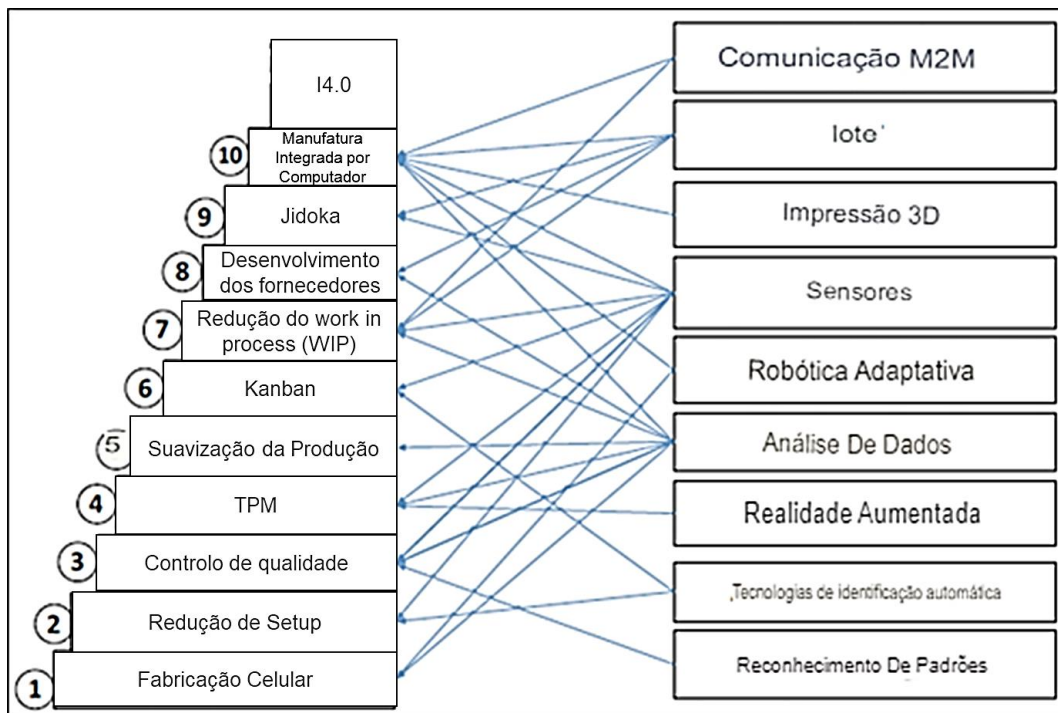 I4.0
10
Manufatura
Integrada por
Computador
9
Jidoka
8
Desenvolvimento
dos fornecedores
7
Redução do work in
process (WIP)
6
Kanban
5
Suavização da Produção
4
TPM
3
Controlo de qualidade
2
Redução de Setup
1
Fabricação Celular
Comunicação M2M
Iote'
Impressão 3D
Sensores
Robótica Adaptativa
Análise De Dados
Realidade Aumentada
,Tecnologias de identificação automática
Reconhecimento De Padrões